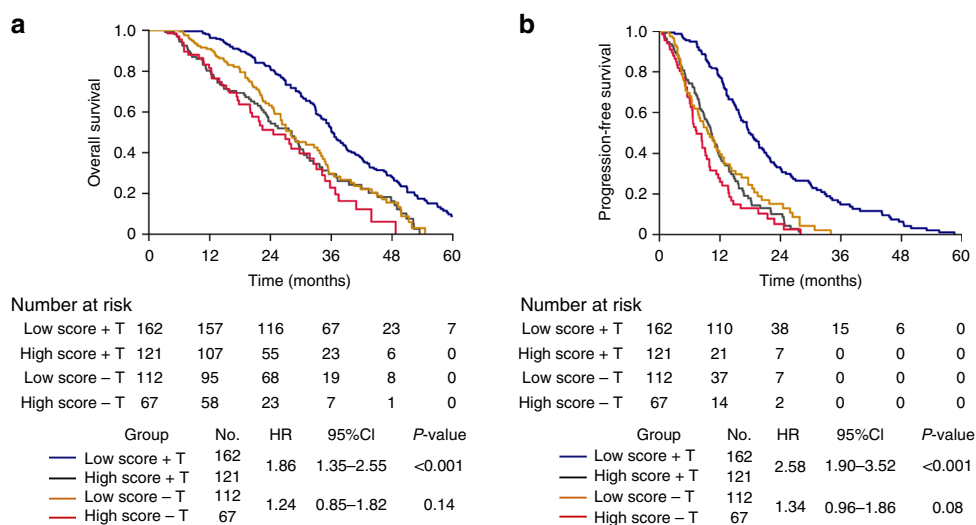 a
1.0
0.8
0.6
0.4
0.2
0
Overall survival
0 12 24 36 48 60
Time (months)
Number at risk
Low score + T 162 157 116 67 23 7
High score + T 121 107 55 23 6 0
Low score – T 112 95 68 19 8 0
High score – T 67 58 23 7 1 0
Group No. HR 95%CI P-value
Low score + T 162
1.86 1.35–2.55 <0.001
High score + T 121
Low score – T 112
1.24 0.85–1.82 0.14
High score – T 67
b
1.0
0.8
0.6
0.4
0.2
0
Progression-free survival
0 12 24 36 48 60
Time (months)
Number at risk
Low score + T 162 110 38 15 6 0
High score + T 121 21 7 0 0 0
Low score – T 112 37 7 0 0 0
High score – T 67 14 2 0 0 0
Group No. HR 95%CI P-value
Low score + T 162
2.58 1.90–3.52 <0.001
High score + T 121
Low score – T 112
1.34 0.96–1.86 0.08
High score – T 67